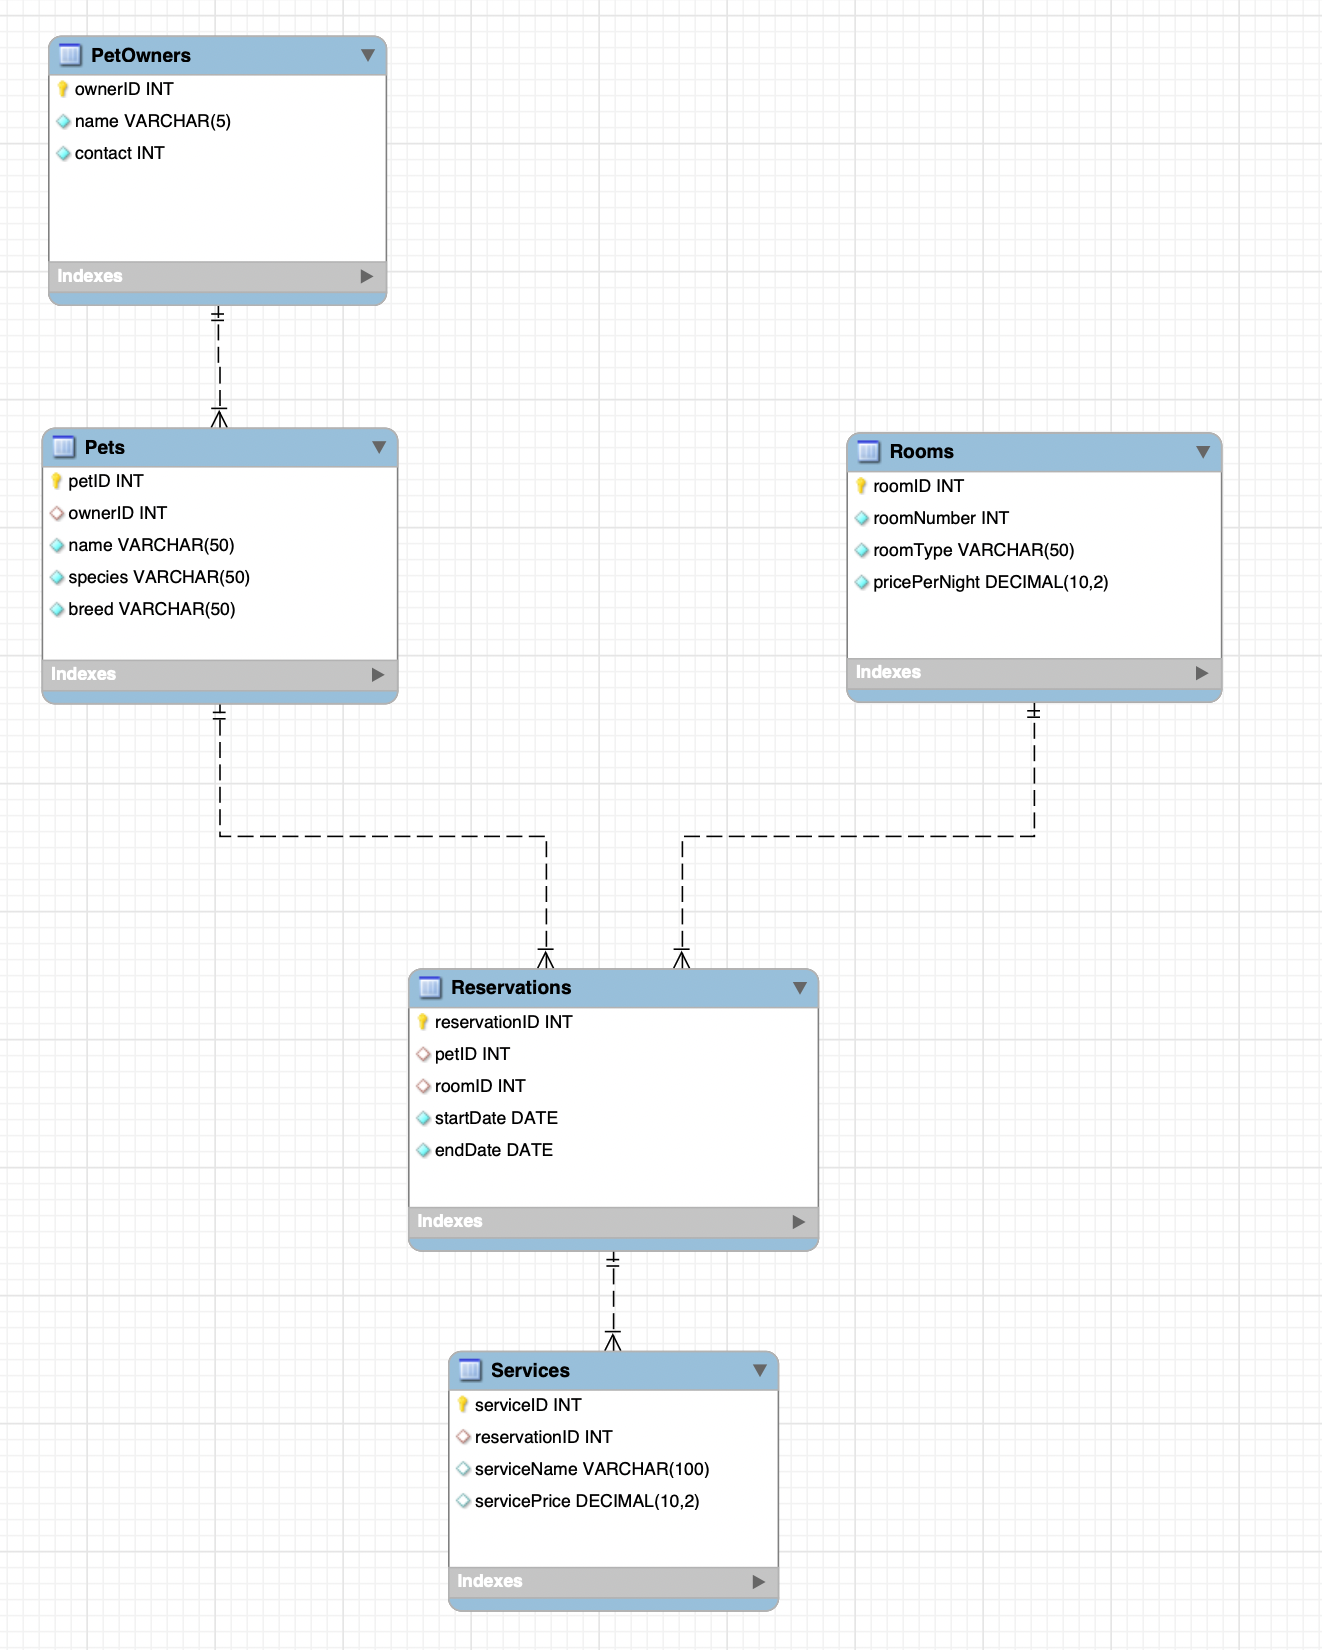 PetOwners
ownerID INT
name VARCHAR(5)
contact INT
Indexes
Pets
petID INT
ownerID INT
name VARCHAR(50)
species VARCHAR(50)
breed VARCHAR(50)
Indexes
Rooms
roomID INT
roomNumber INT
roomType VARCHAR(50)
pricePerNight DECIMAL(10,2)
Indexes
Reservations
reservationID INT
petID INT
roomID INT
startDate DATE
endDate DATE
Indexes
Services
serviceID INT
reservationID INT
serviceName VARCHAR(100)
servicePrice DECIMAL(10,2)
Indexes